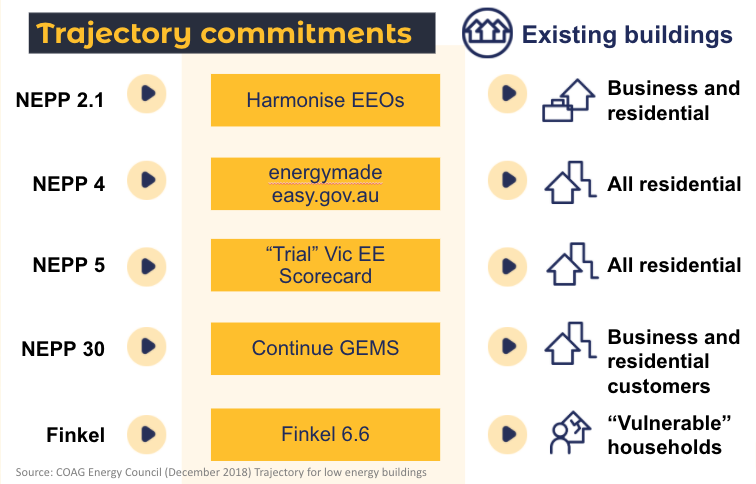 Trajectory commitments
Existing buildings
NEPP 2.1
Harmonise EEOs
Business and
residential
NEPP 4
energymade
easy.gov.au
All residential
NEPP 5
“Trial” Vic EE
Scorecard
All residential
NEPP 30
Continue GEMS
Business and
residential
customers
Finkel
Finkel 6.6
“Vulnerable”
households
Source: COAG Energy Council (December 2018) Trajectory for low energy buildings